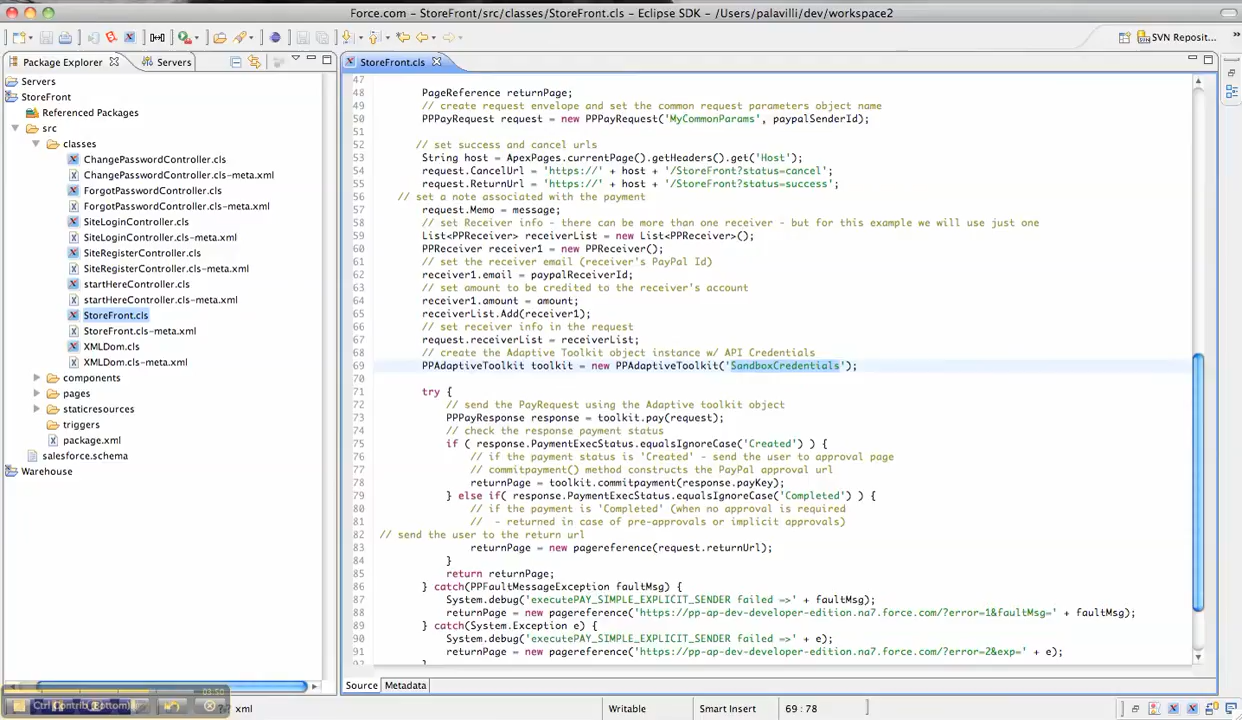 Force.com - StoreFront/src/classes/StoreFront.cls - Eclipse SDK - /Users/palavilli/dev/workspace2
SVN Reposit...
Package Explorer
Servers
Servers
StoreFront
Referenced Packages
src
classes
ChangePasswordController.cls
ChangePasswordController.cls-meta.xml
ForgotPasswordController.cls
ForgotPasswordController.cls-meta.xml
SiteLoginController.cls
SiteLoginController.cls-meta.xml
SiteRegisterController.cls
SiteRegisterController.cls-meta.xml
startHereController.cls
startHereController.cls-meta.xml
StoreFront.cls
StoreFront.cls-meta.xml
XMLDom.cls
XMLDom.cls-meta.xml
components
pages
staticresources
triggers
package.xml
salesforce.schema
Warehouse
StoreFront.cls
47
48 PageReference returnPage;
49 // create request envelope and set the common request parameters object name
50 PPPayRequest request = new PPPayRequest('MyCommonParams', paypalSenderId);
51
52 // set success and cancel urls
53 String host = ApexPages.currentPage().getHeaders().get('Host');
54 request.CancelUrl = 'https://' + host + '/StoreFront?status=cancel';
55 request.ReturnUrl = 'https://' + host + '/StoreFront?status=success';
56 // set a note associated with the payment
57 request.Memo = message;
58 // set Receiver info - there can be more than one receiver - but for this example we will use just one
59 List<PPReceiver> receiverList = new List<PPReceiver>();
60 PPReceiver receiver1 = new PPReceiver();
61 // set the receiver email (receiver's PayPal Id)
62 receiver1.email = paypalReceiverId;
63 // set amount to be credited to the receiver's account
64 receiver1.amount = amount;
65 receiverList.Add(receiver1);
66 // set receiver info in the request
67 request.receiverList = receiverList;
68 // create the Adaptive Toolkit object instance w/ API Credentials
69 PPAdaptiveToolkit toolkit = new PPAdaptiveToolkit('SandboxCredentials');
70
71 try {
72 // send the PayRequest using the Adaptive toolkit object
73 PPPayResponse response = toolkit.pay(request);
74 // check the response payment status
75 if ( response.PaymentExecStatus.equalsIgnoreCase('Created') ) {
76 // if the payment status is 'Created' - send the user to approval page
77 // commitpayment() method constructs the PayPal approval url
78 returnPage = toolkit.commitpayment (response.payKey);
79 } else if( response.PaymentExecStatus.equalsIgnoreCase('Completed') ) {
80 // if the payment is 'Completed' (when no approval is required
81 // - returned in case of pre-approvals or implicit approvals)
82 // send the user to the return url
83 returnPage = new pagereference(request.returnUrl);
84 }
85 return returnPage;
86 } catch(PPFaultMessageException faultMsg) {
87 System.debug('executePAY_SIMPLE_EXPLICIT_SENDER failed =>' + faultMsg);
88 returnPage = new pagereference('https://pp-ap-dev-developer-edition.na7.force.com/?error=1&faultMsg=' + faultMsg);
89 } catch(System.Exception e) {
90 System.debug('executePAY_SIMPLE_EXPLICIT_SENDER failed =>' + e);
91 returnPage = new pagereference('https://pp-ap-dev-developer-edition.na7.force.com/?error=2&exp=' + e);
Source
Metadata
03:50
xml
Writable
Smart Insert
69 : 78